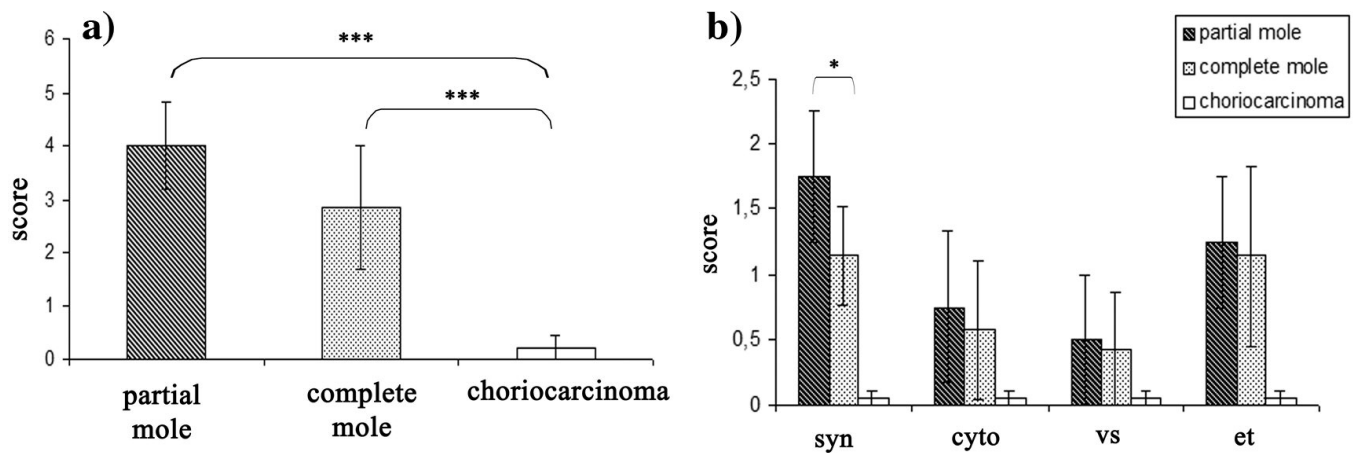 a)
6
5
4
3
2
1
0
score
***
***
partial
mole
complete
mole
choriocarcinoma
b)
partial mole
complete mole
choriocarcinoma
2,5
2
1,5
1
0,5
0
score
*
syn
cyto
vs
et